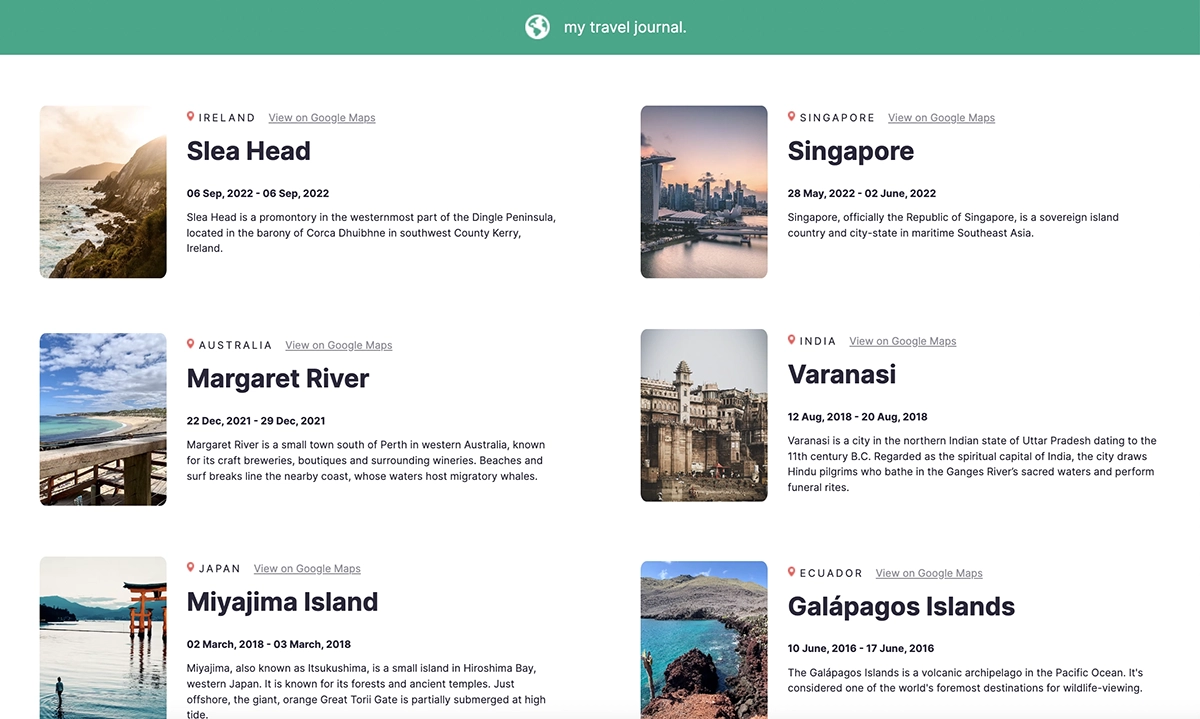 my travel journal.
IRELAND View on Google Maps
Slea Head
06 Sep, 2022 - 06 Sep, 2022
Slea Head is a promontory in the westernmost part of the Dingle Peninsula,
located in the barony of Corca Dhuibhne in southwest County Kerry,
Ireland.
SINGAPORE View on Google Maps
Singapore
28 May, 2022 - 02 June, 2022
Singapore, officially the Republic of Singapore, is a sovereign island
country and city-state in maritime Southeast Asia.
AUSTRALIA View on Google Maps
Margaret River
22 Dec, 2021 - 29 Dec, 2021
Margaret River is a small town south of Perth in western Australia, known
for its craft breweries, boutiques and surrounding wineries. Beaches and
surf breaks line the nearby coast, whose waters host migratory whales.
INDIA View on Google Maps
Varanasi
12 Aug, 2018 - 20 Aug, 2018
Varanasi is a city in the northern Indian state of Uttar Pradesh dating to the
11th century B.C. Regarded as the spiritual capital of India, the city draws
Hindu pilgrims who bathe in the Ganges River’s sacred waters and perform
funeral rites.
JAPAN View on Google Maps
Miyajima Island
02 March, 2018 - 03 March, 2018
Miyajima, also known as Itsukushima, is a small island in Hiroshima Bay,
western Japan. It is known for its forests and ancient temples. Just
offshore, the giant, orange Great Torii Gate is partially submerged at high
tide.
ECUADOR View on Google Maps
Galápagos Islands
10 June, 2016 - 17 June, 2016
The Galápagos Islands is a volcanic archipelago in the Pacific Ocean. It's
considered one of the world's foremost destinations for wildlife-viewing.